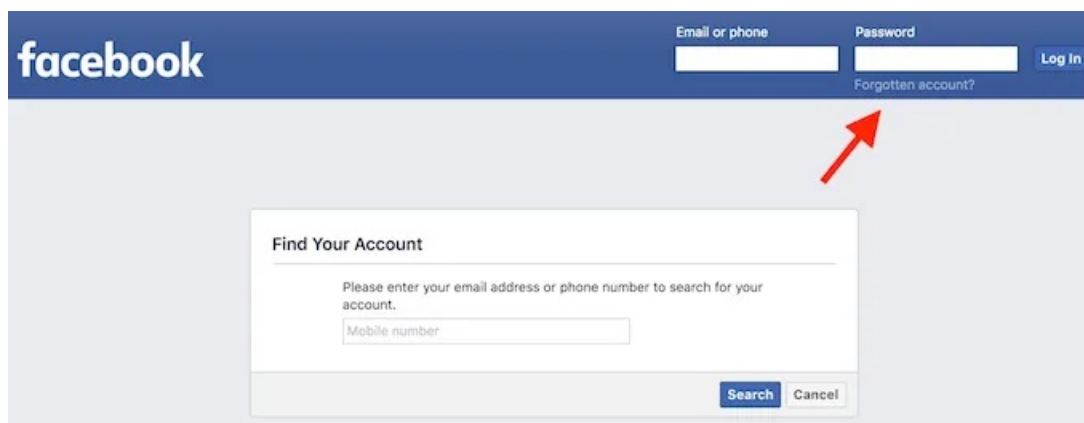 facebook
Email or phone
Password
Log In
Forgotten account?
Find Your Account
Please enter your email address or phone number to search for your
account.
Mobile number
Search
Cancel